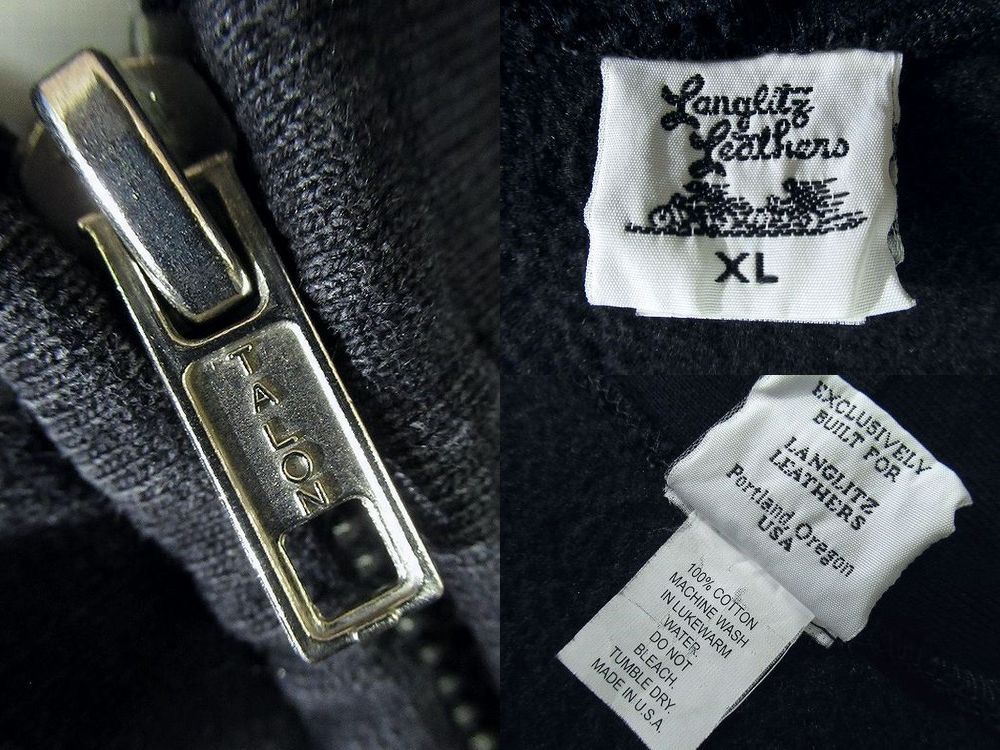 TALON
Langlitz
Leathers
XL
EXCLUSIVELY
BUILT FOR
LANGLITZ
LEATHERS
Portland, Oregon
USA
100% COTTON
MACHINE WASH
IN LUKEWARM
WATER.
DO NOT
BLEACH.
TUMBLE DRY.
MADE IN U.S.A.